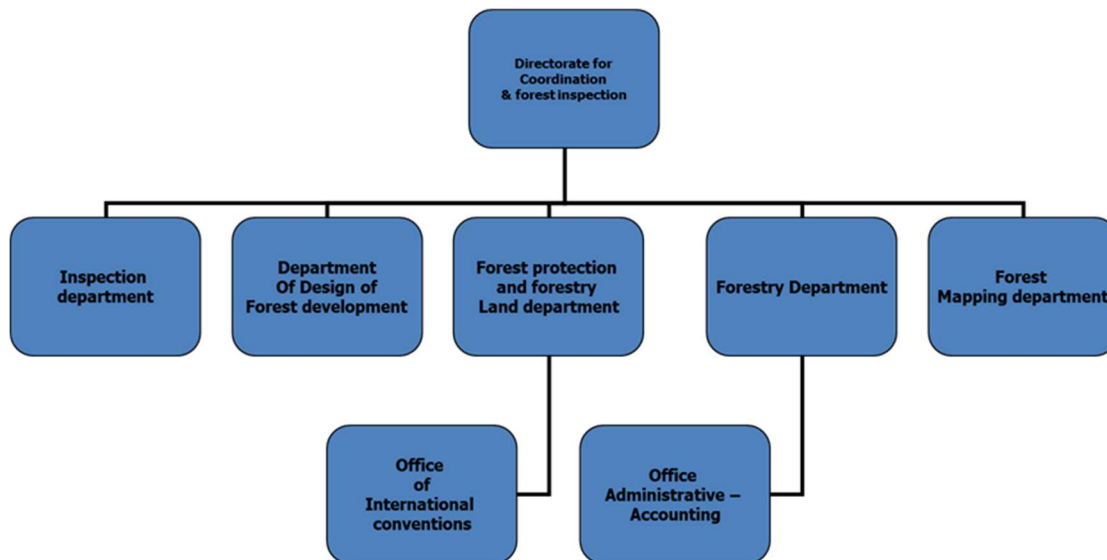 Directorate for
Coordination
& forest inspection
Inspection
department
Department
Of Design of
Forest development
Forest protection
and forestry
Land department
Forestry Department
Forest
Mapping department
Office
of
International
conventions
Office
Administrative –
Accounting